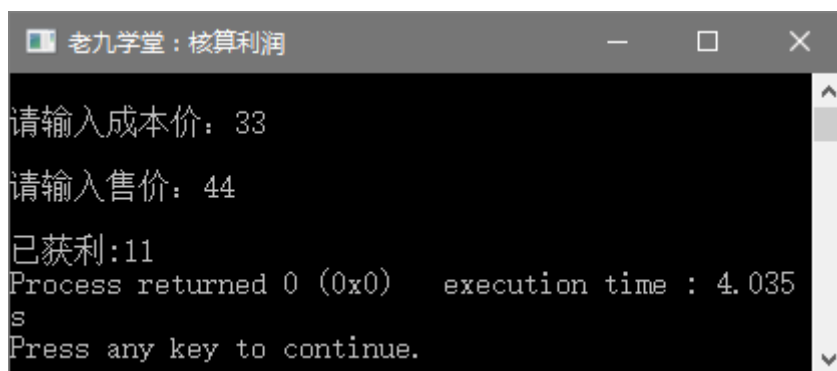 老九学堂：核算利润
请输入成本价：33
请输入售价：44
已获利:11
Process returned 0 (0x0)   execution time : 4.035
s
Press any key to continue.